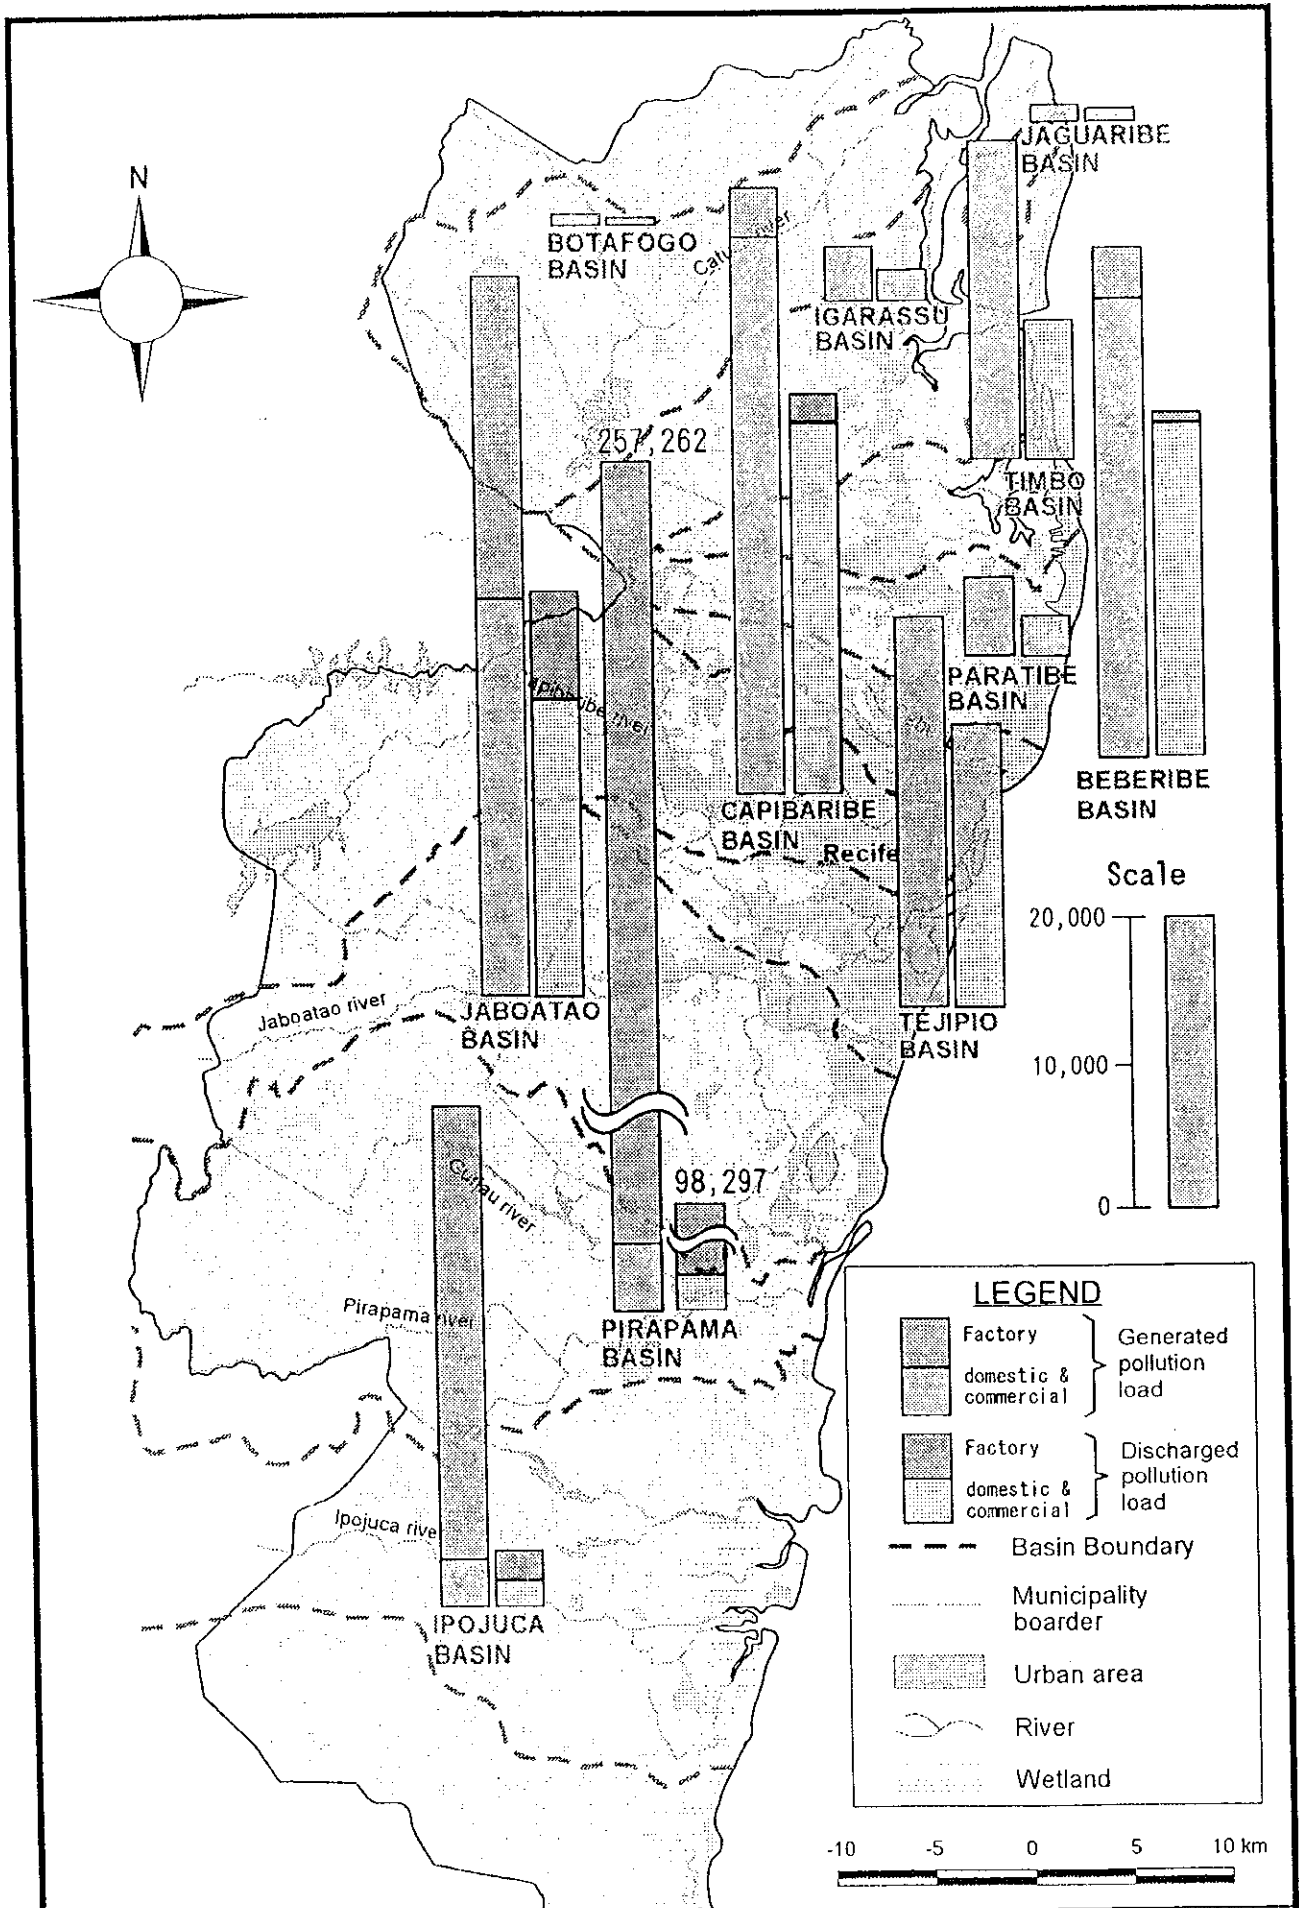 N
JAGUARIBE
BASIN
BOTAFOGO
BASIN
IGARASSU
BASIN
257,262
TIMBO
BASIN
PARATIBE
BASIN
BEBERIBE
BASIN
CAPIBARIBE
BASIN
Recife
Scale
20,000
10,000
0
Jaboatao river
JABOATAO
BASIN
TEJIPIO
BASIN
98,297
Pirapama river
PIRAPAMA
BASIN
Ipojuca rive
IPOJUCA
BASIN
LEGEND
Factory
domestic &
commercial
Generated
pollution
load
Factory
domestic &
commercial
Discharged
pollution
load
Basin Boundary
Municipality
boarder
Urban area
River
Wetland
-10 -5 0 5 10 km